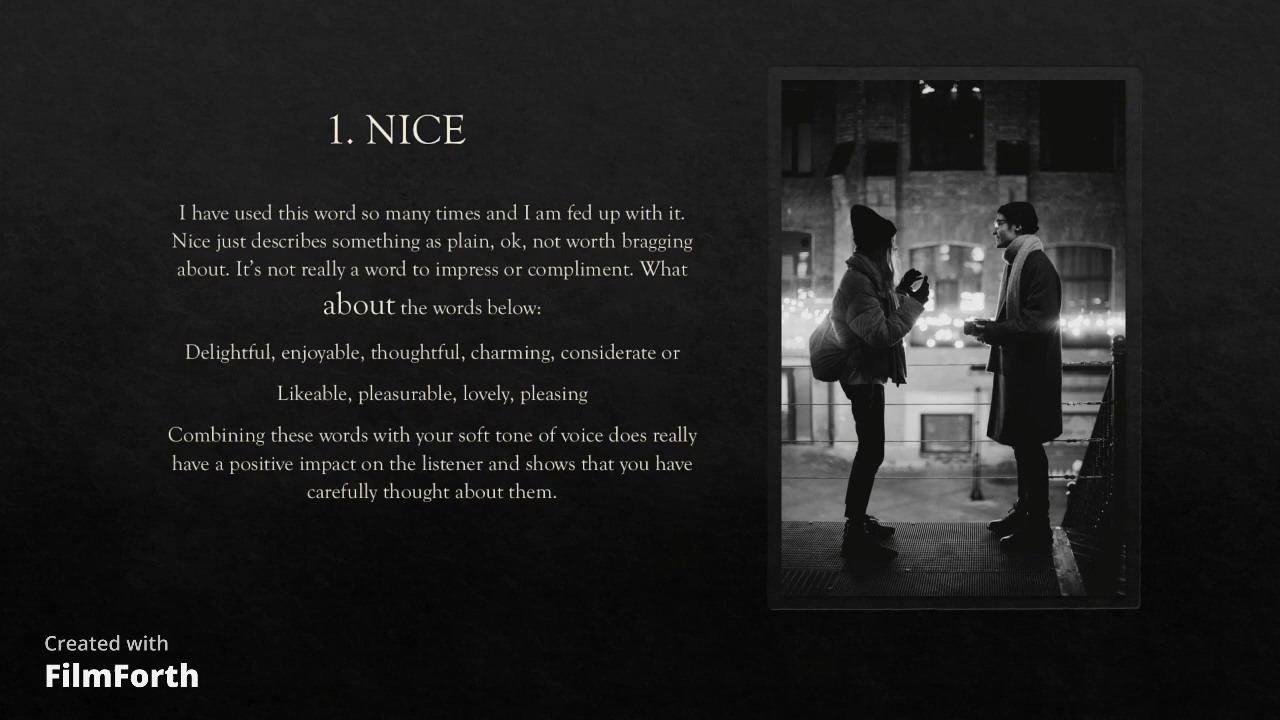 1. NICE
I have used this word so many times and I am fed up with it.
Nice just describes something as plain, ok, not worth bragging
about. It’s not really a word to impress or compliment. What
about the words below:
Delightful, enjoyable, thoughtful, charming, considerate or
Likeable, pleasurable, lovely, pleasing
Combining these words with your soft tone of voice does really
have a positive impact on the listener and shows that you have
carefully thought about them.
Created with
FilmForth